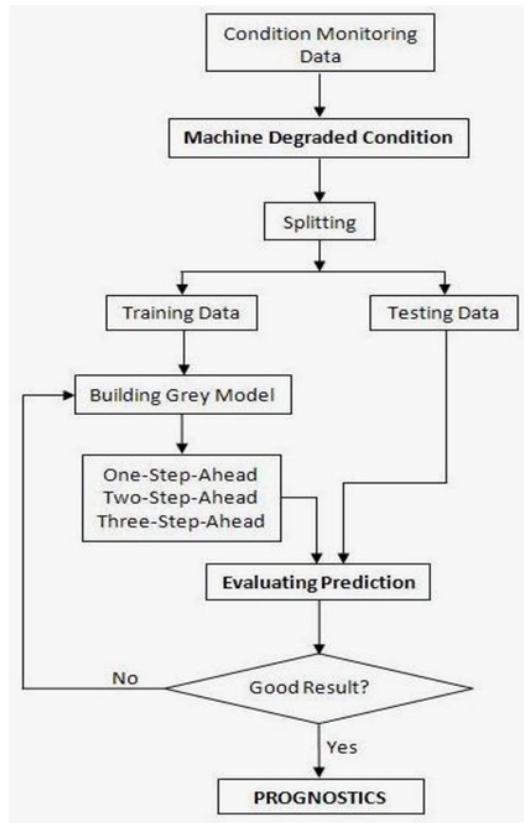 Condition Monitoring
Data
Machine Degraded Condition
Splitting
Training Data
Testing Data
Building Grey Model
One-Step-Ahead
Two-Step-Ahead
Three-Step-Ahead
Evaluating Prediction
No
Good Result?
Yes
PROGNOSTICS